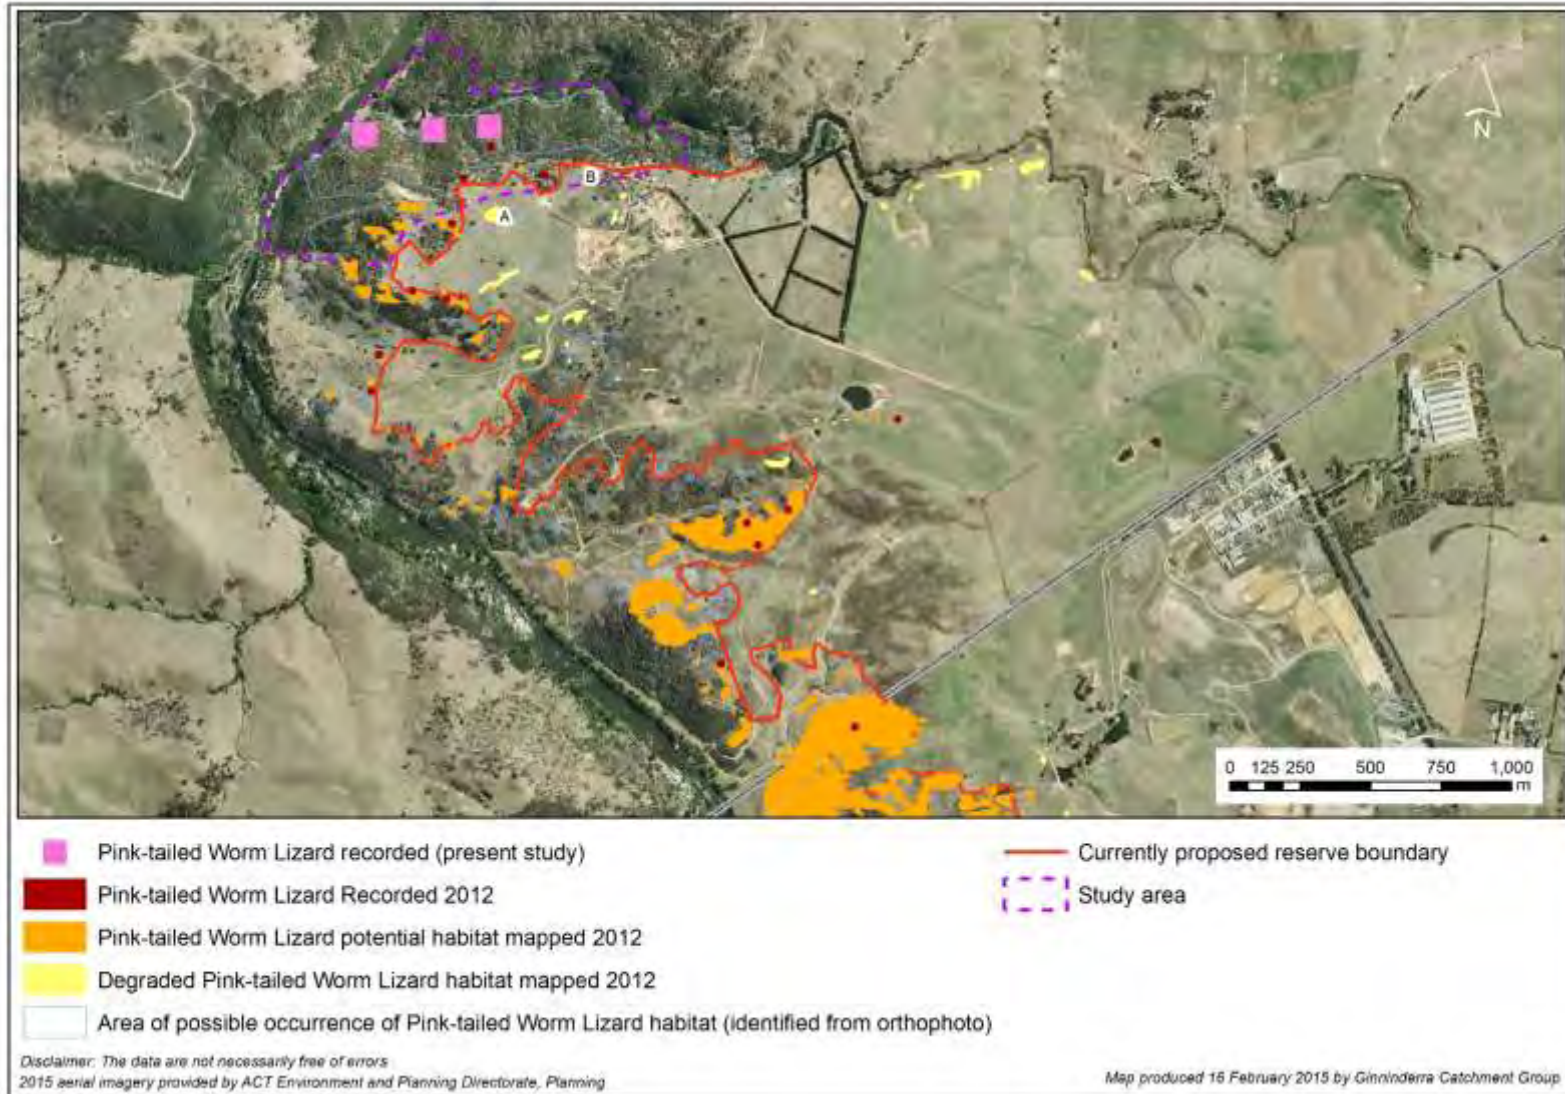 B
A
N
0 125 250 500 750 1,000
m
Pink-tailed Worm Lizard recorded (present study)
Currently proposed reserve boundary
Pink-tailed Worm Lizard Recorded 2012
Study area
Pink-tailed Worm Lizard potential habitat mapped 2012
Degraded Pink-tailed Worm Lizard habitat mapped 2012
Area of possible occurrence of Pink-tailed Worm Lizard habitat (identified from orthophoto)
Disclaimer: The data are not necessarily free of errors
2015 aerial imagery provided by ACT Environment and Planning Directorate, Planning
Map produced 16 February 2015 by Ginninderra Catchment Group